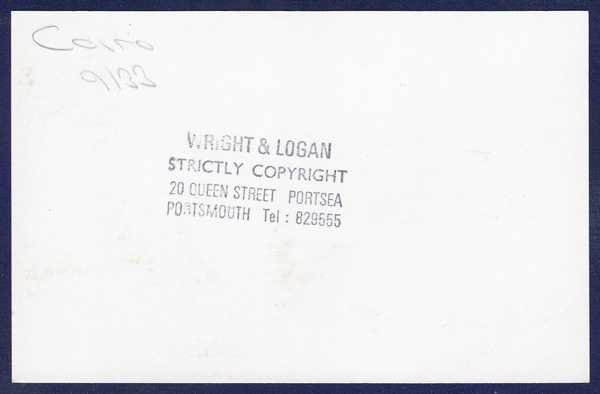 Cairo
9/33
WRIGHT & LOGAN
STRICTLY COPYRIGHT
20 QUEEN STREET PORTSEA
PORTSMOUTH Tel : 829555